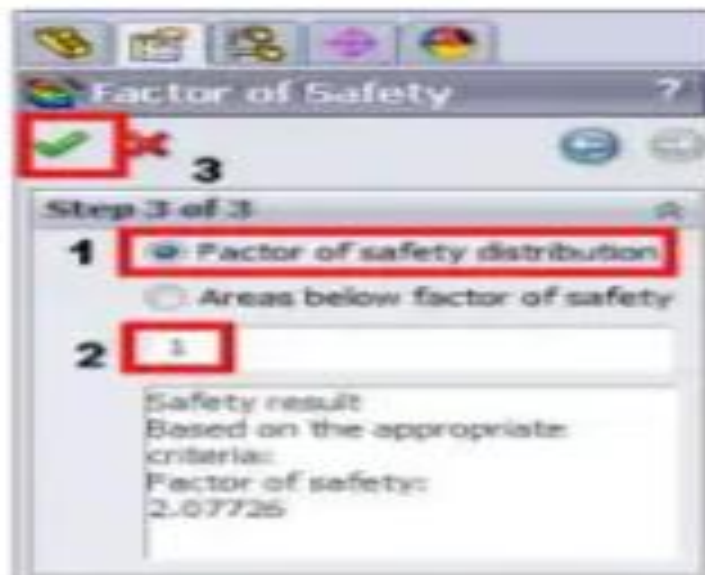 Factor of Safety ?
3
Step 3 of 3
1 Factor of safety distribution
Areas below factor of safety
2 1
Safety result
Based on the appropriate
criteria:
Factor of safety:
2.07726